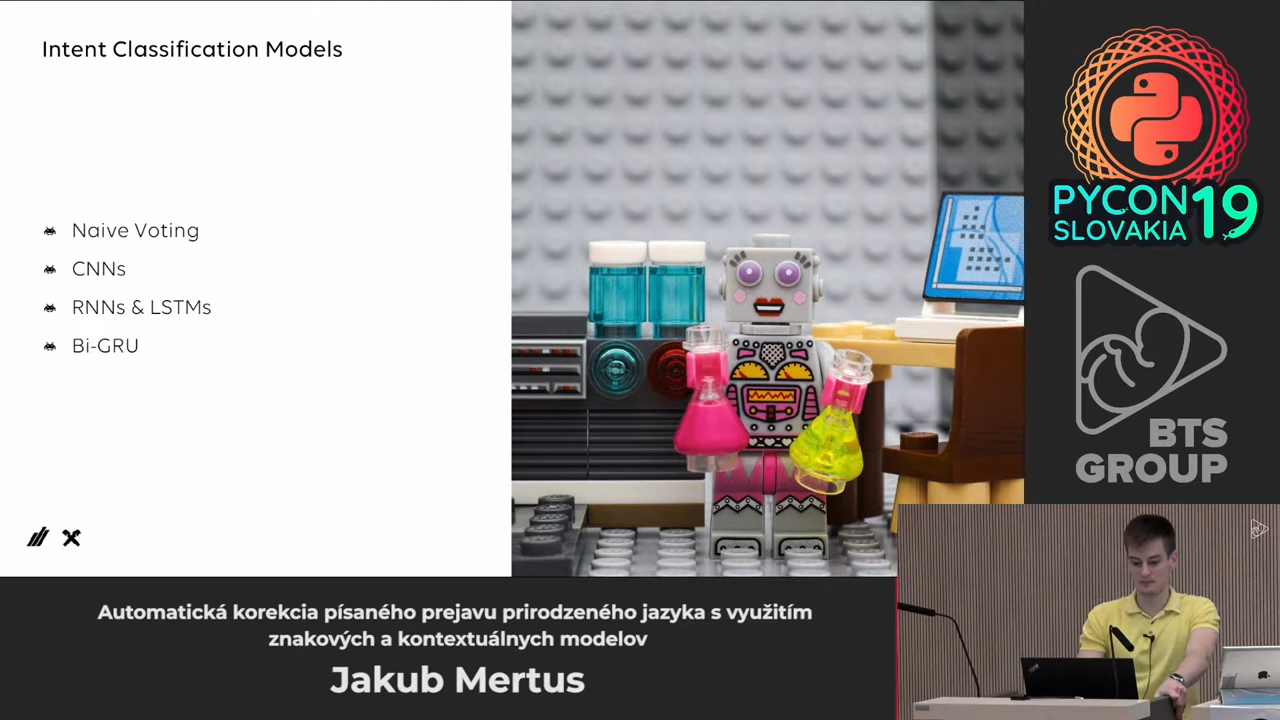 Intent Classification Models
Naive Voting
CNNs
RNNs & LSTMs
Bi-GRU
PYCON
SLOVAKIA
19
BTS
GROUP
Automatická korekcia písaného prejavu prirodzeného jazyka s využitím
znakových a kontextuálnych modelov
Jakub Mertus